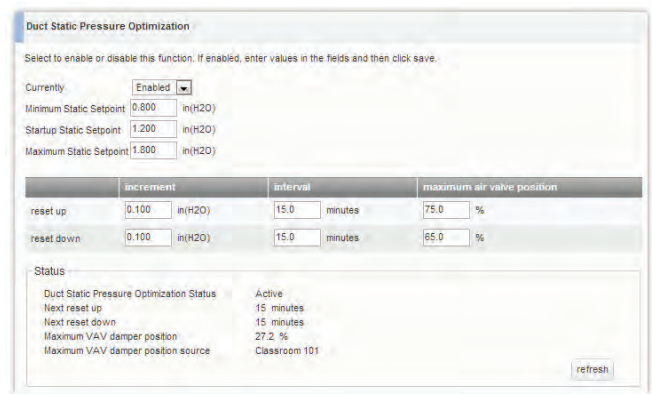 Duct Static Pressure Optimization
Select to enable or disable this function. If enabled, enter values in the fields and then click save.
Currently Enabled
Minimum Static Setpoint 0.800 in(H2O)
Startup Static Setpoint 1.200 in(H2O)
Maximum Static Setpoint 1.800 in(H2O)
increment interval maximum air valve position
reset up 0.100 in(H2O) 15.0 minutes 75.0 %
reset down 0.100 in(H2O) 15.0 minutes 65.0 %
Status
Duct Static Pressure Optimization Status Active
Next reset up 15 minutes
Next reset down 15 minutes
Maximum VAV damper position 27.2 %
Maximum VAV damper position source Classroom 101
refresh